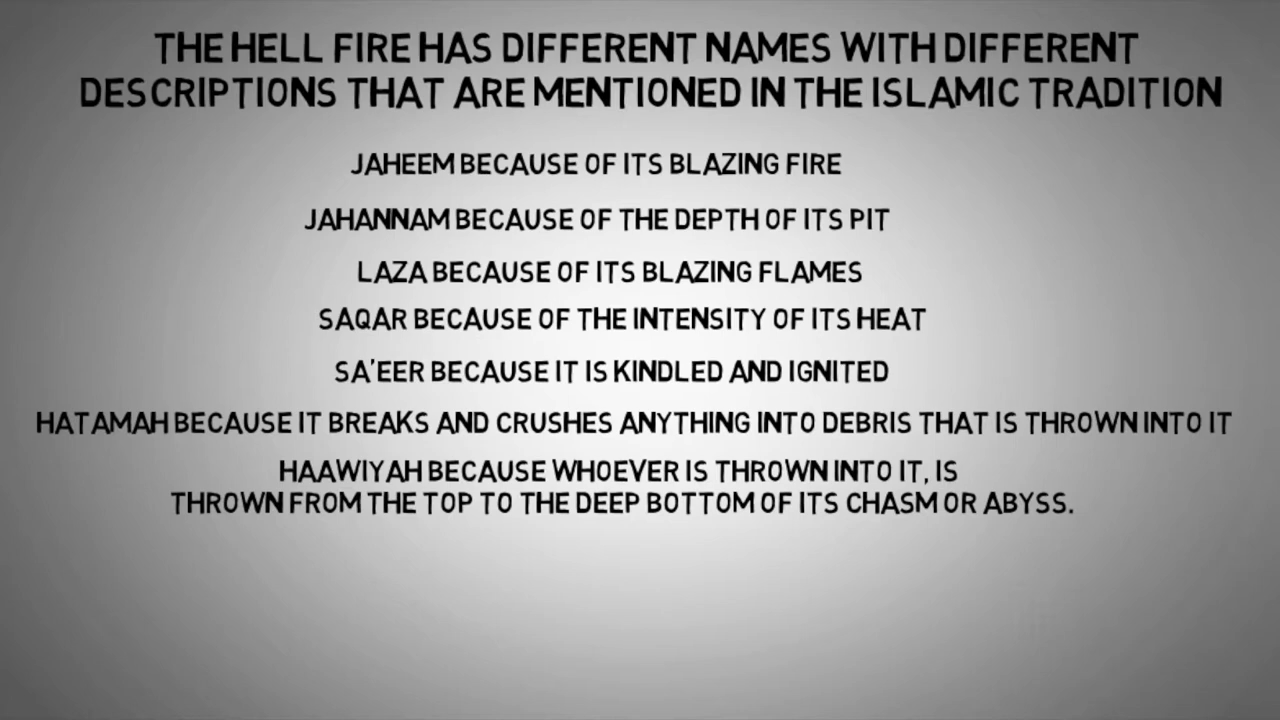 THE HELL FIRE HAS DIFFERENT NAMES WITH DIFFERENT
DESCRIPTIONS THAT ARE MENTIONED IN THE ISLAMIC TRADITION
JAHEEM BECAUSE OF ITS BLAZING FIRE
JAHANNAM BECAUSE OF THE DEPTH OF ITS PIT
LAZA BECAUSE OF ITS BLAZING FLAMES
SAQAR BECAUSE OF THE INTENSITY OF ITS HEAT
SA'EER BECAUSE IT IS KINDLED AND IGNITED
HATAMAH BECAUSE IT BREAKS AND CRUSHES ANYTHING INTO DEBRIS THAT IS THROWN INTO IT
HAAWIYAH BECAUSE WHOEVER IS THROWN INTO IT, IS
THROWN FROM THE TOP TO THE DEEP BOTTOM OF ITS CHASM OR ABYSS.